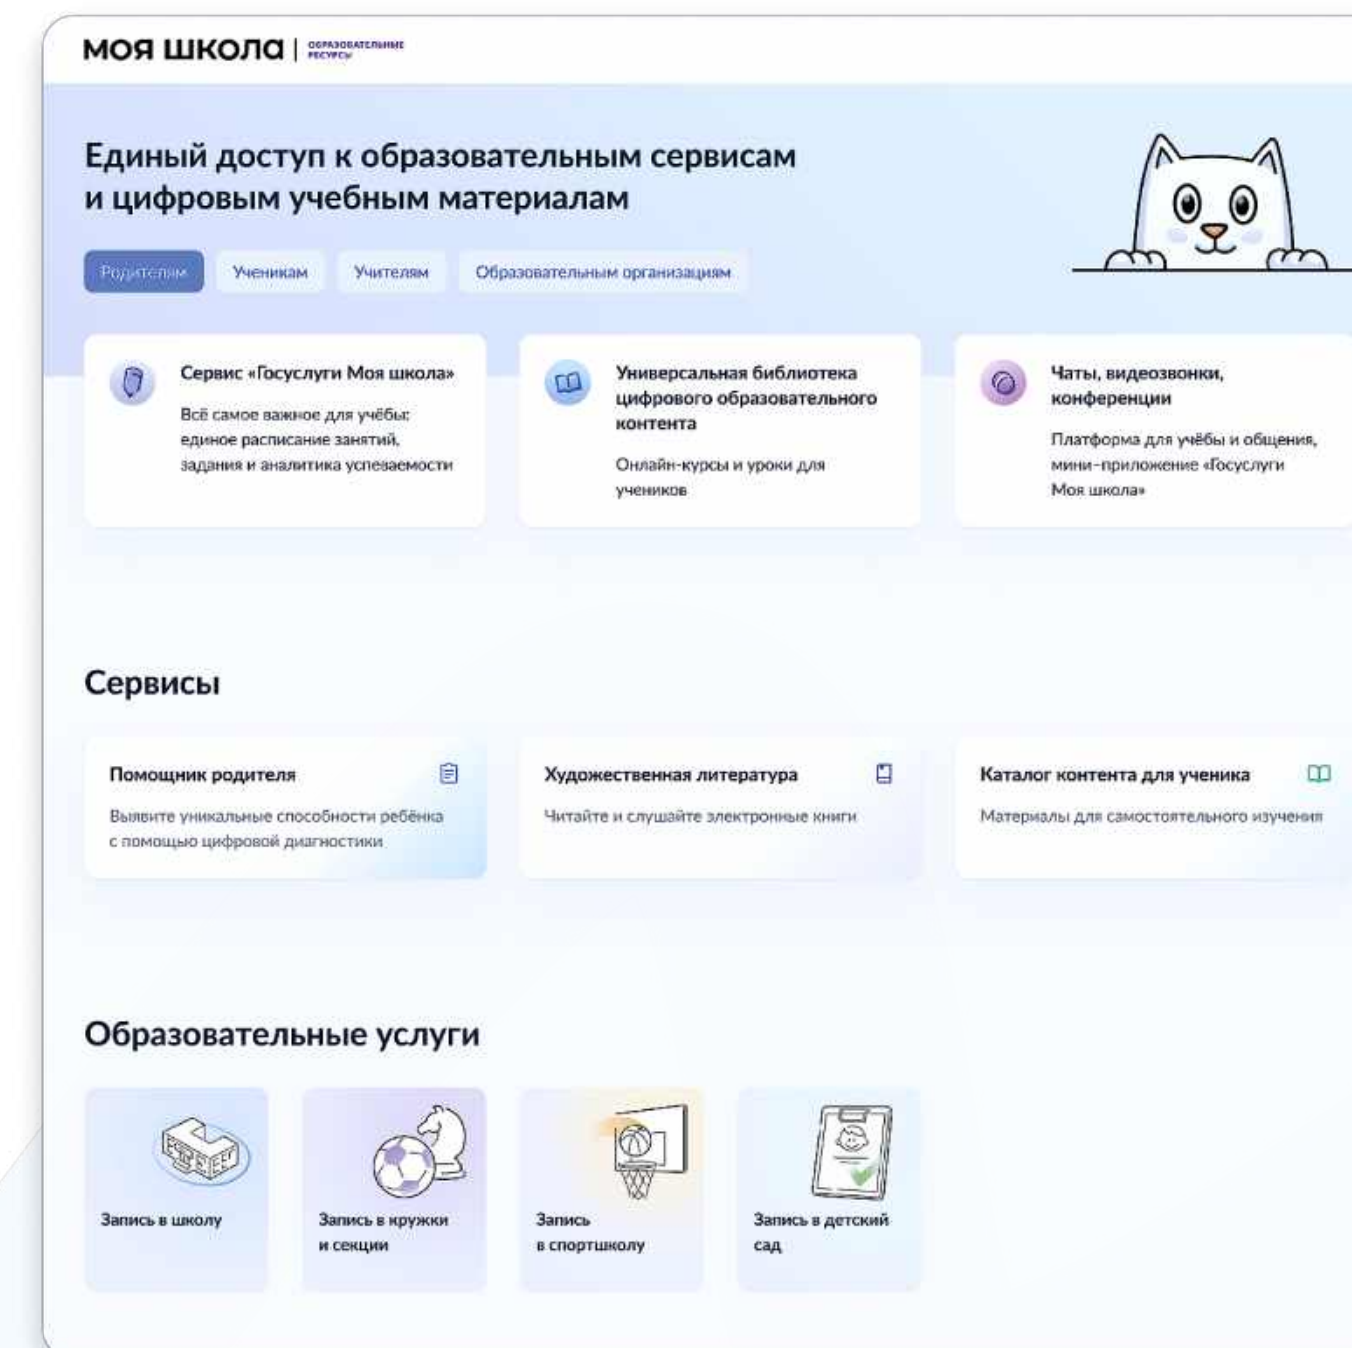 МОЯ ШКОЛА | ОБРАЗОВАТЕЛЬНЫЕ
РЕСУРСЫ
Единый доступ к образовательным сервисам
и цифровым учебным материалам
Родителям Ученикам Учителям Образовательным организациям
Сервис «Госуслуги Моя школа»
Всё самое важное для учёбы:
единое расписание занятий,
задания и аналитика успеваемости
Универсальная библиотека
цифрового образовательного
контента
Онлайн-курсы и уроки для
учеников
Чаты, видеозвонки,
конференции
Платформа для учёбы и общения,
мини-приложение «Госуслуги
Моя школа»
Сервисы
Помощник родителя
Выявите уникальные способности ребёнка
с помощью цифровой диагностики
Художественная литература
Читайте и слушайте электронные книги
Каталог контента для ученика
Материалы для самостоятельного изучения
Образовательные услуги
Запись в школу
Запись в кружки
и секции
Запись
в спортшколу
Запись в детский
сад